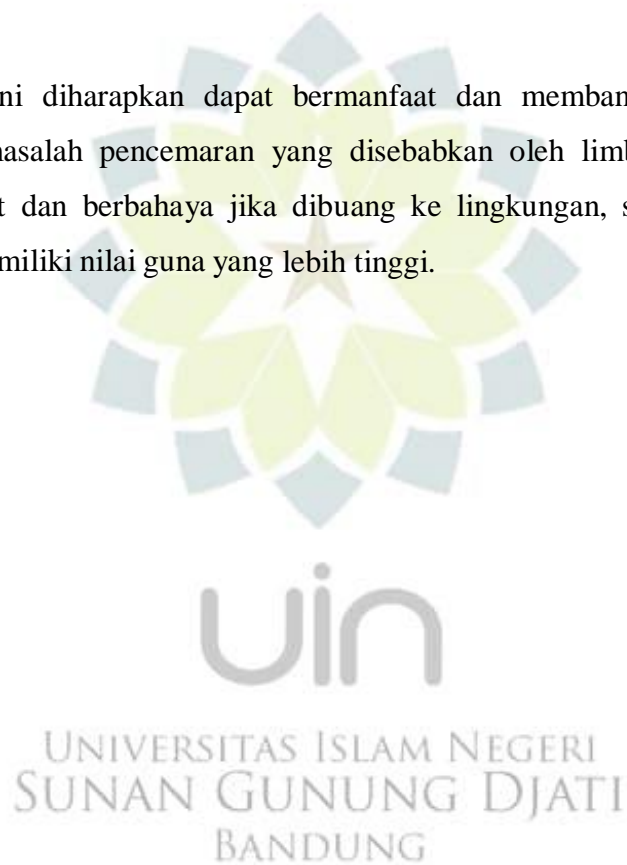 ni diharapkan dapat bermanfaat dan memban
masalah pencemaran yang disebabkan oleh limb
t dan berbahaya jika dibuang ke lingkungan, s
miliki nilai guna yang lebih tinggi.
uin
UNIVERSITAS ISLAM NEGERI
SUNAN GUNUNG DJATI
BANDUNG